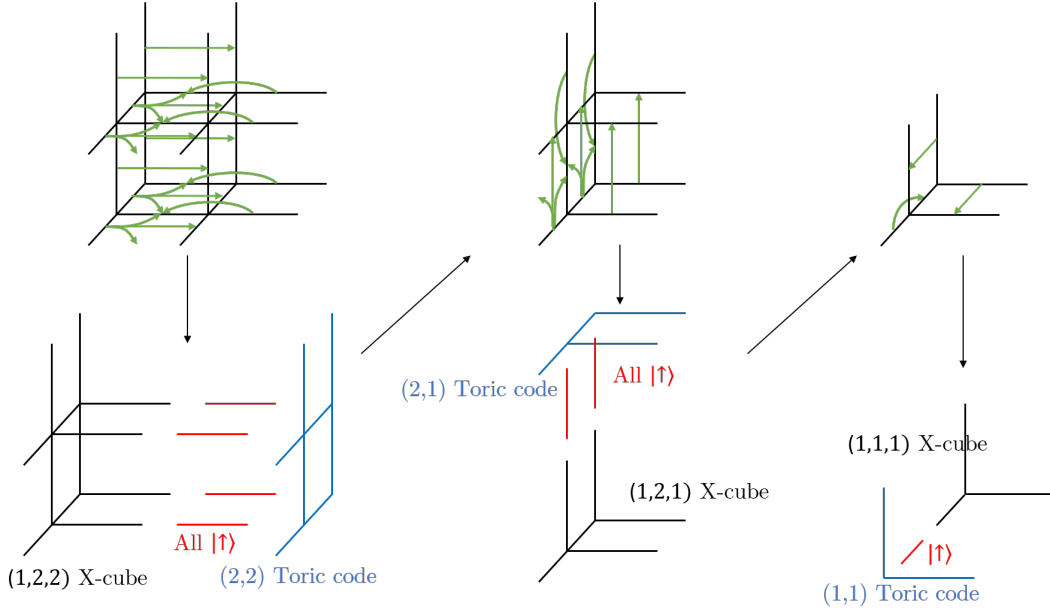 (2,1) Toric code
All |↑⟩
(1,1,1) X-cube
(1,2,1) X-cube
All |↑⟩
|↑⟩
(1,2,2) X-cube
(2,2) Toric code
(1,1) Toric code